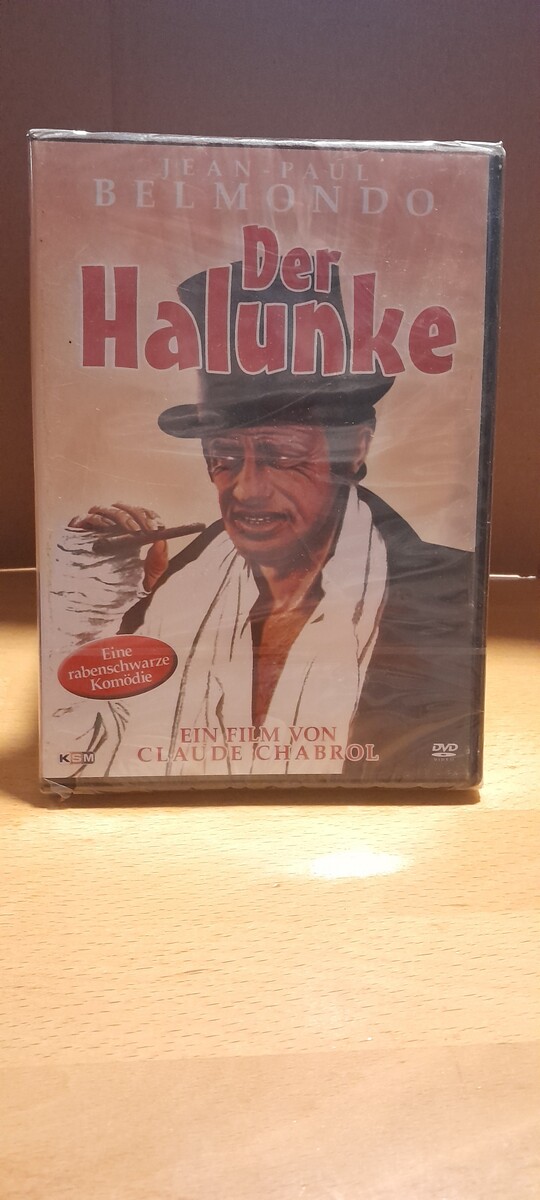 JEAN-PAUL
BELMONDO
Der
Halunke
Eine
rabenschwarze
Komödie
EIN FILM VON
CLAUDE CHABROL
KSM
DVD